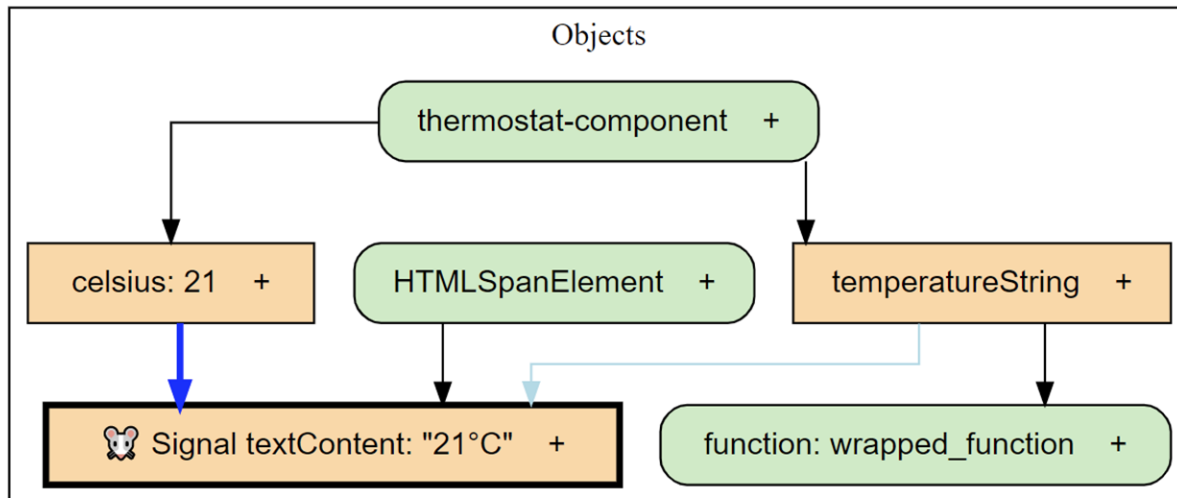 Objects
thermostat-component +
celsius: 21 +
HTMLSpanElement +
temperatureString +
🐭 Signal textContent: "21°C" +
function: wrapped_function +